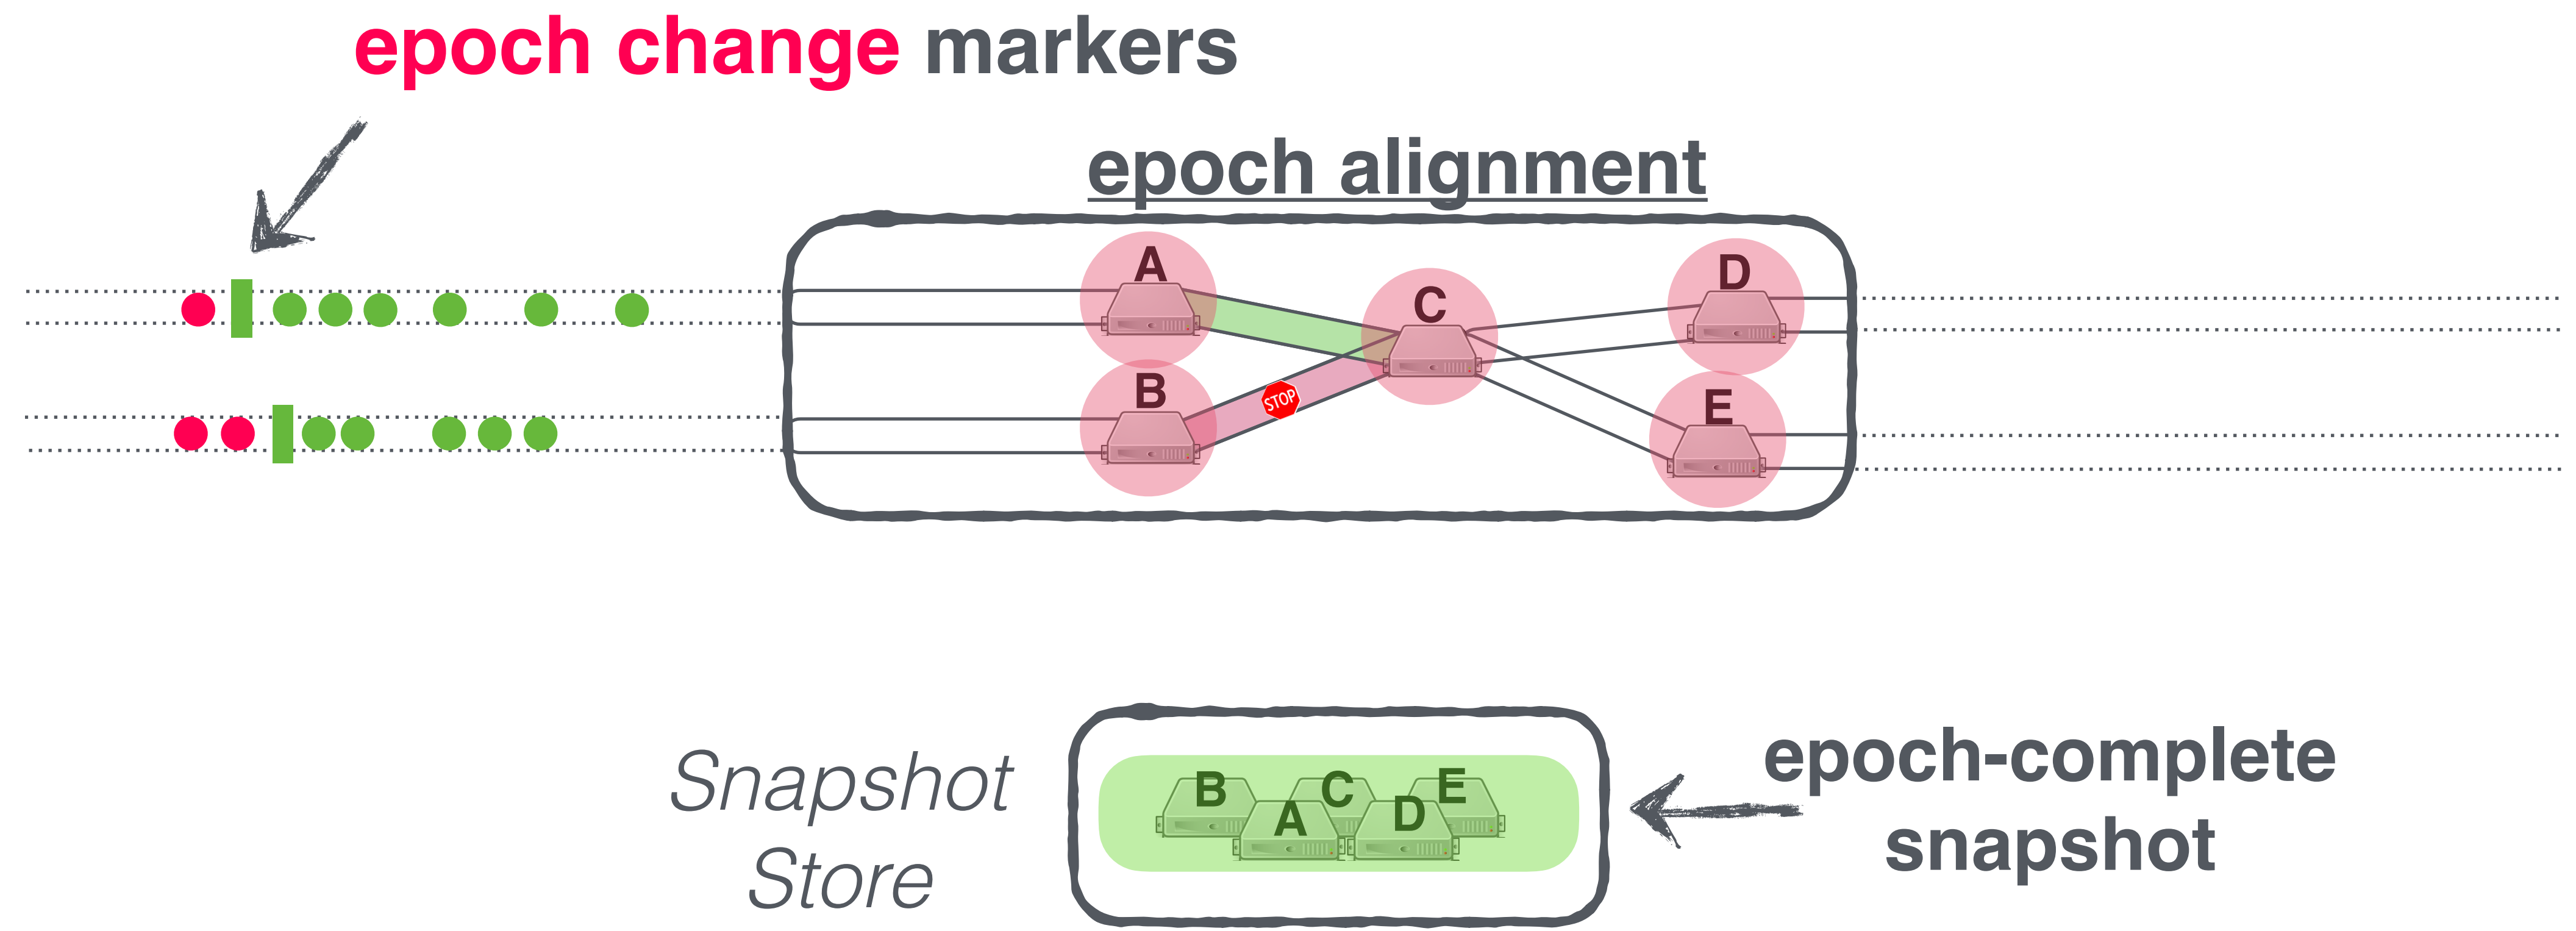 epoch change markers
epoch alignment
A
D
C
B
STOP
E
Snapshot
Store
B
C
E
A
D
epoch-complete
snapshot